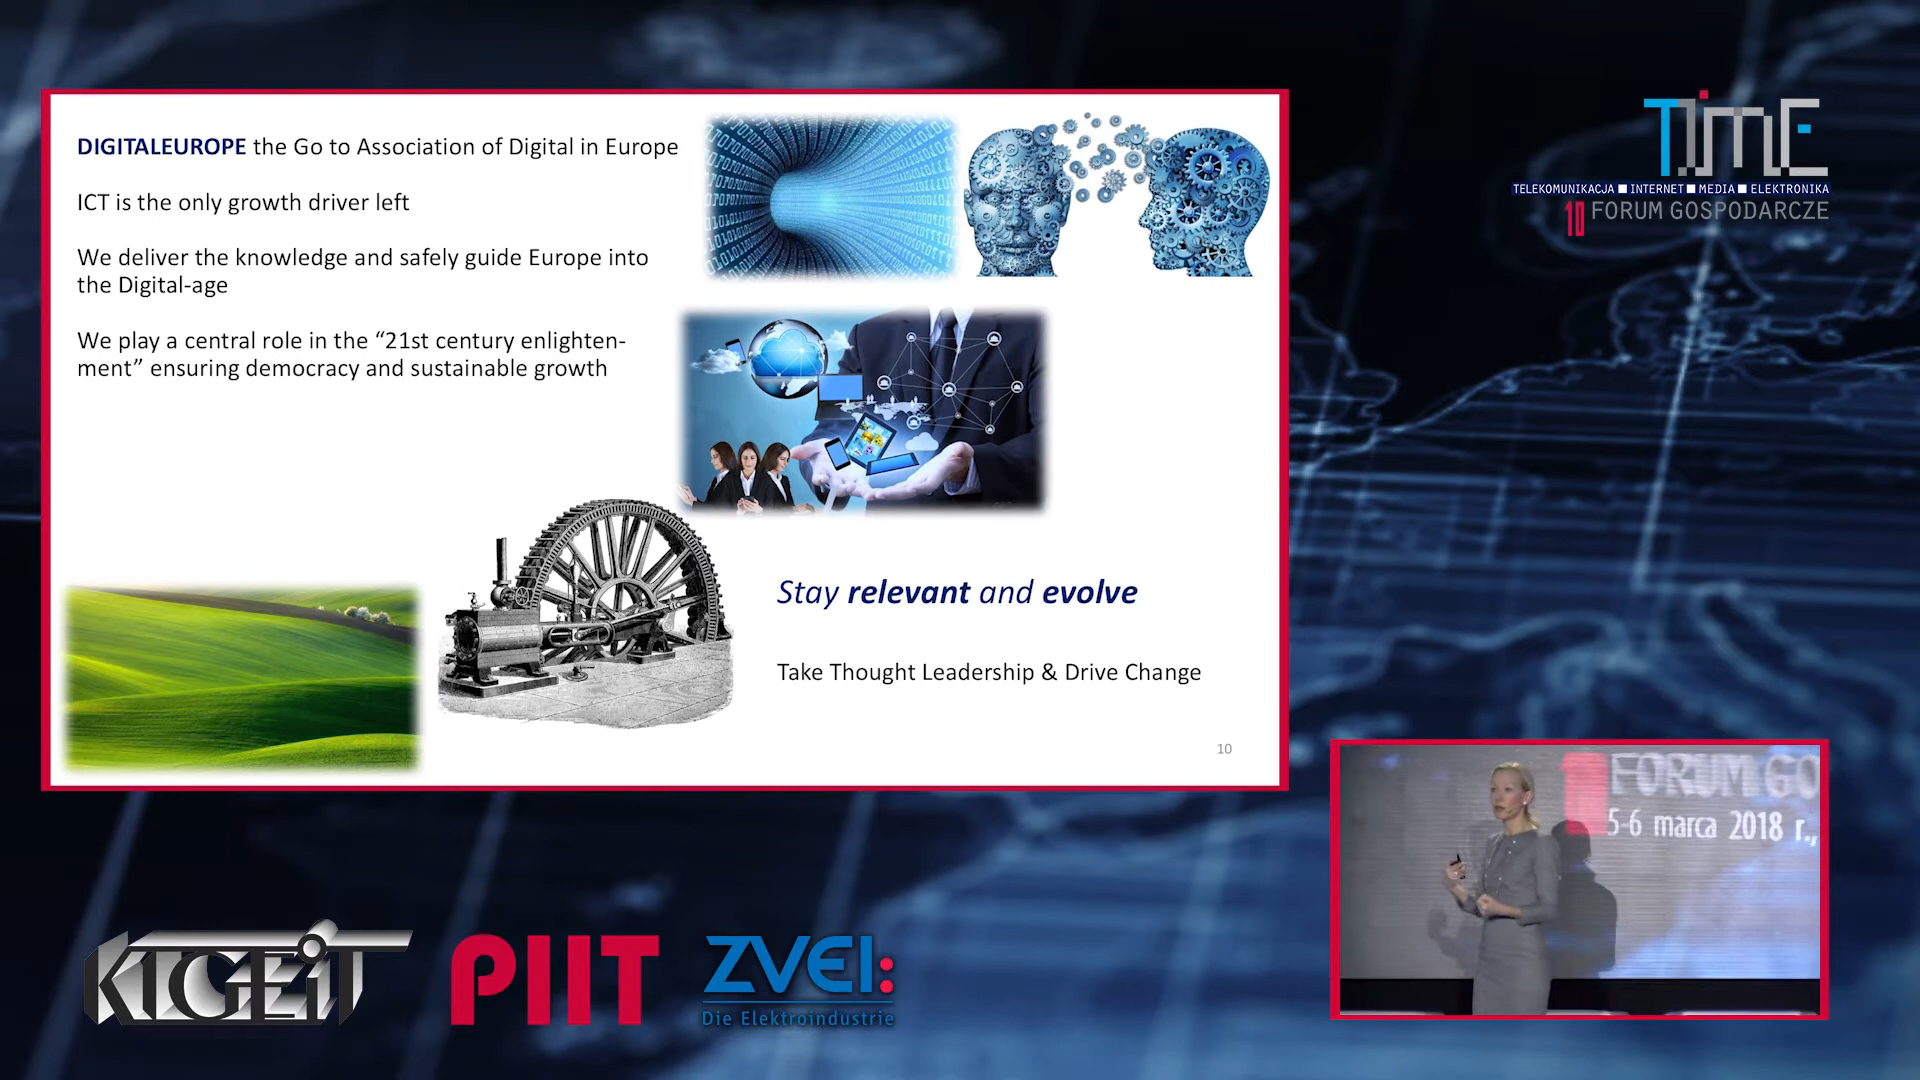 DIGITALEUROPE the Go to Association of Digital in Europe
ICT is the only growth driver left
We deliver the knowledge and safely guide Europe into
the Digital-age
We play a central role in the “21st century enlighten-
ment” ensuring democracy and sustainable growth
Stay relevant and evolve
Take Thought Leadership & Drive Change
10
TIME
TELEKOMUNIKACJA ■ INTERNET ■ MEDIA ■ ELEKTRONIKA
10 FORUM GOSPODARCZE
10 FORUM GO
5-6 marca 2018 r.,
KIGEiT
PIIT
ZVEI:
Die Elektroindustrie